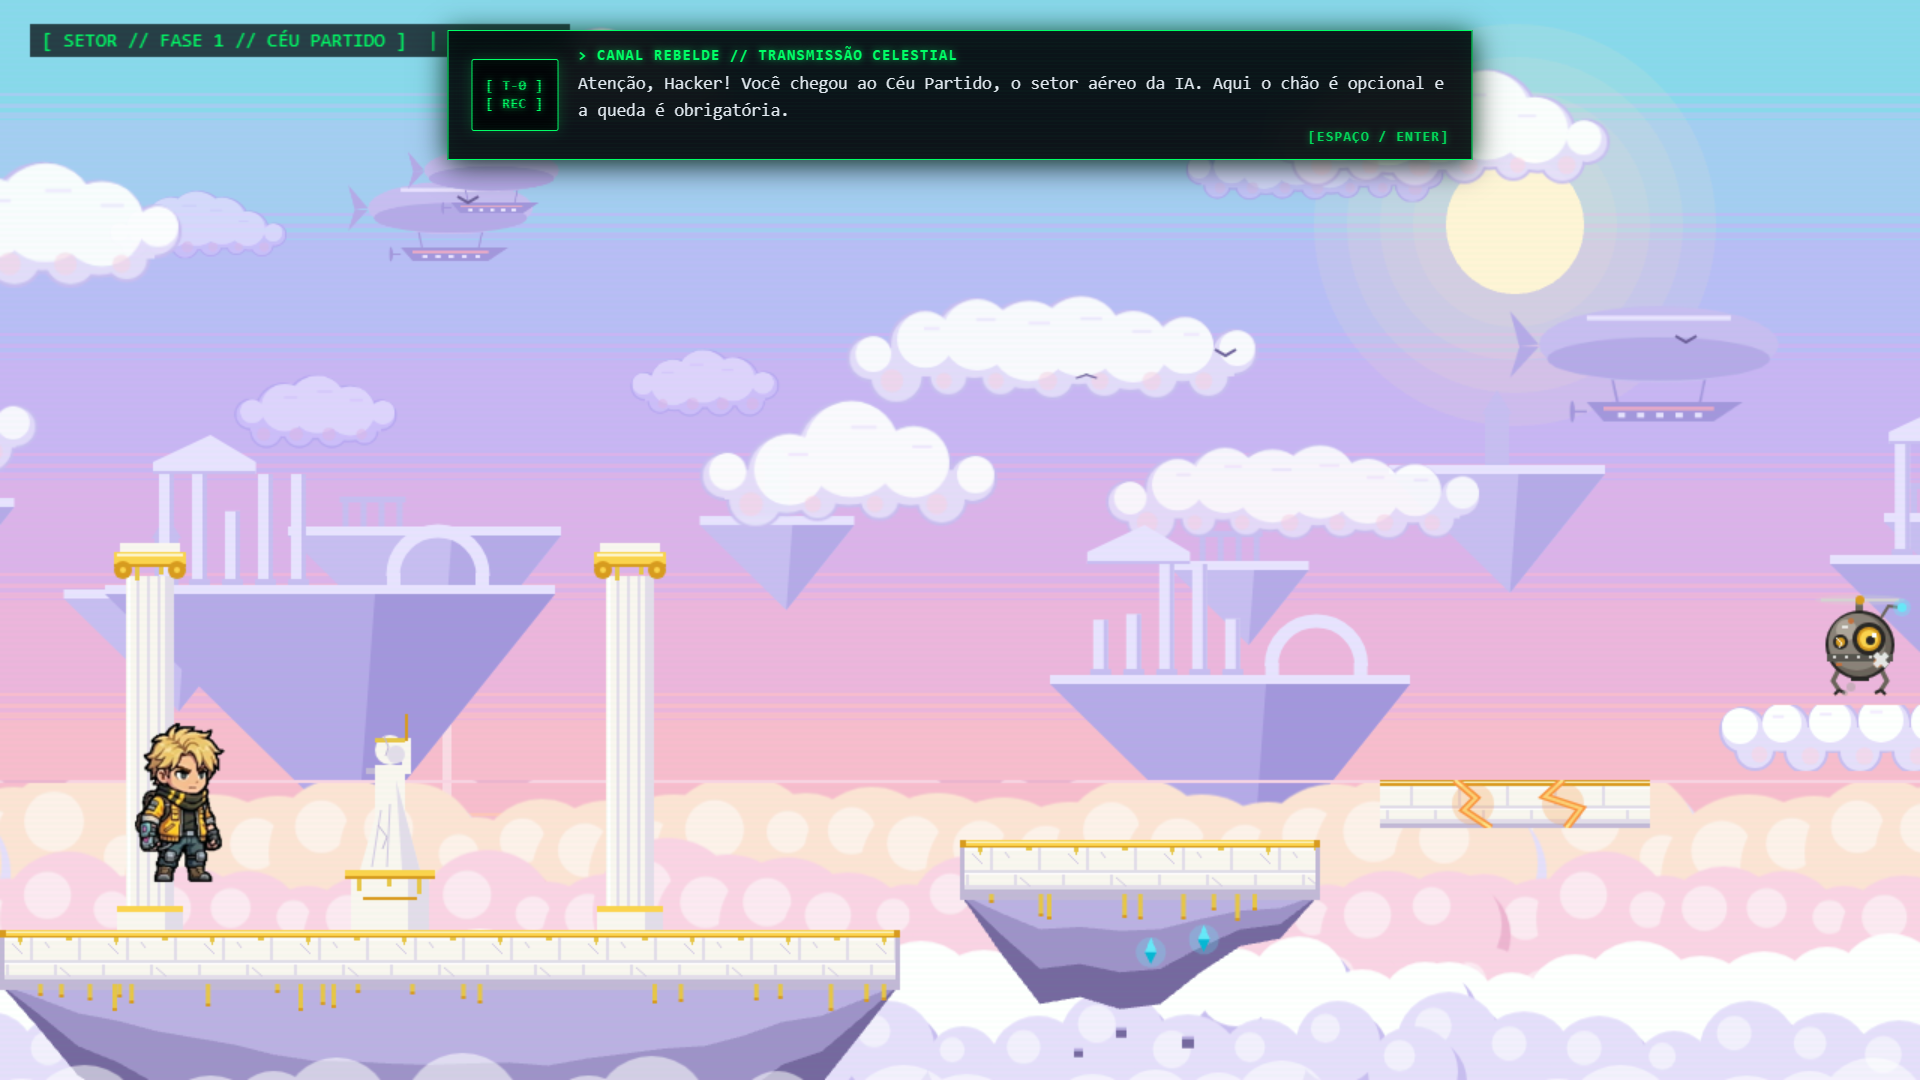 [ SETOR // FASE 1 // CÉU PARTIDO ] |
> CANAL REBELDE // TRANSMISSÃO CELESTIAL
[ T-0 ]
[ REC ]
Atenção, Hacker! Você chegou ao Céu Partido, o setor aéreo da IA. Aqui o chão é opcional e
a queda é obrigatória.
[ESPAÇO / ENTER]